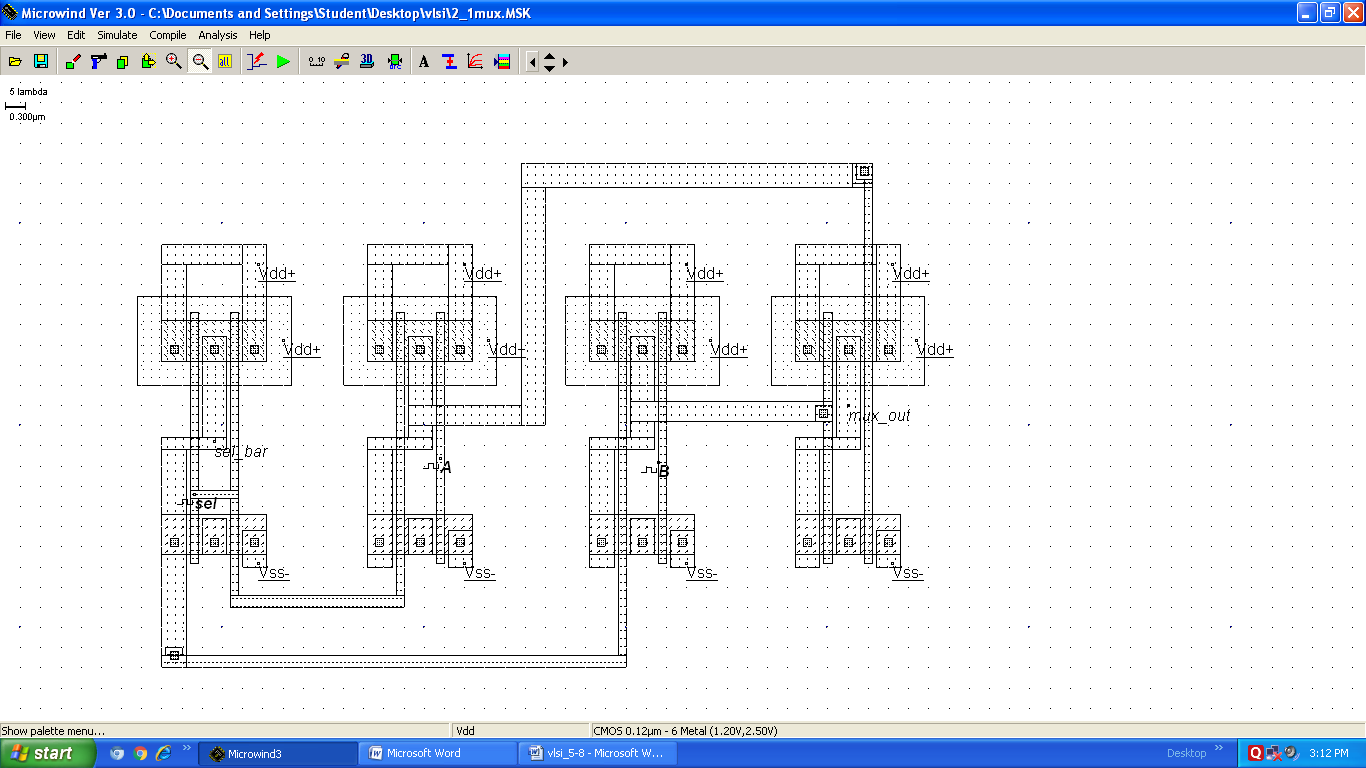 Microwind Ver 3.0 - C:\Documents and Settings\Student\Desktop\vlsi\2_1mux.MSK
File View Edit Simulate Compile Analysis Help
5 lambda
0.300µm
Vdd+ Vdd+ Vdd+ Vdd+
Vdd+ Vdd+ Vdd+ Vdd+
mux_out
sel_bar
A B
sel
Vss- Vss- Vss- Vss-
Show palette menu... Vdd CMOS 0.12µm - 6 Metal (1.20V,2.50V)
start Microwind3 Microsoft Word vlsi_5-8 - Microsoft W... Desktop 3:12 PM